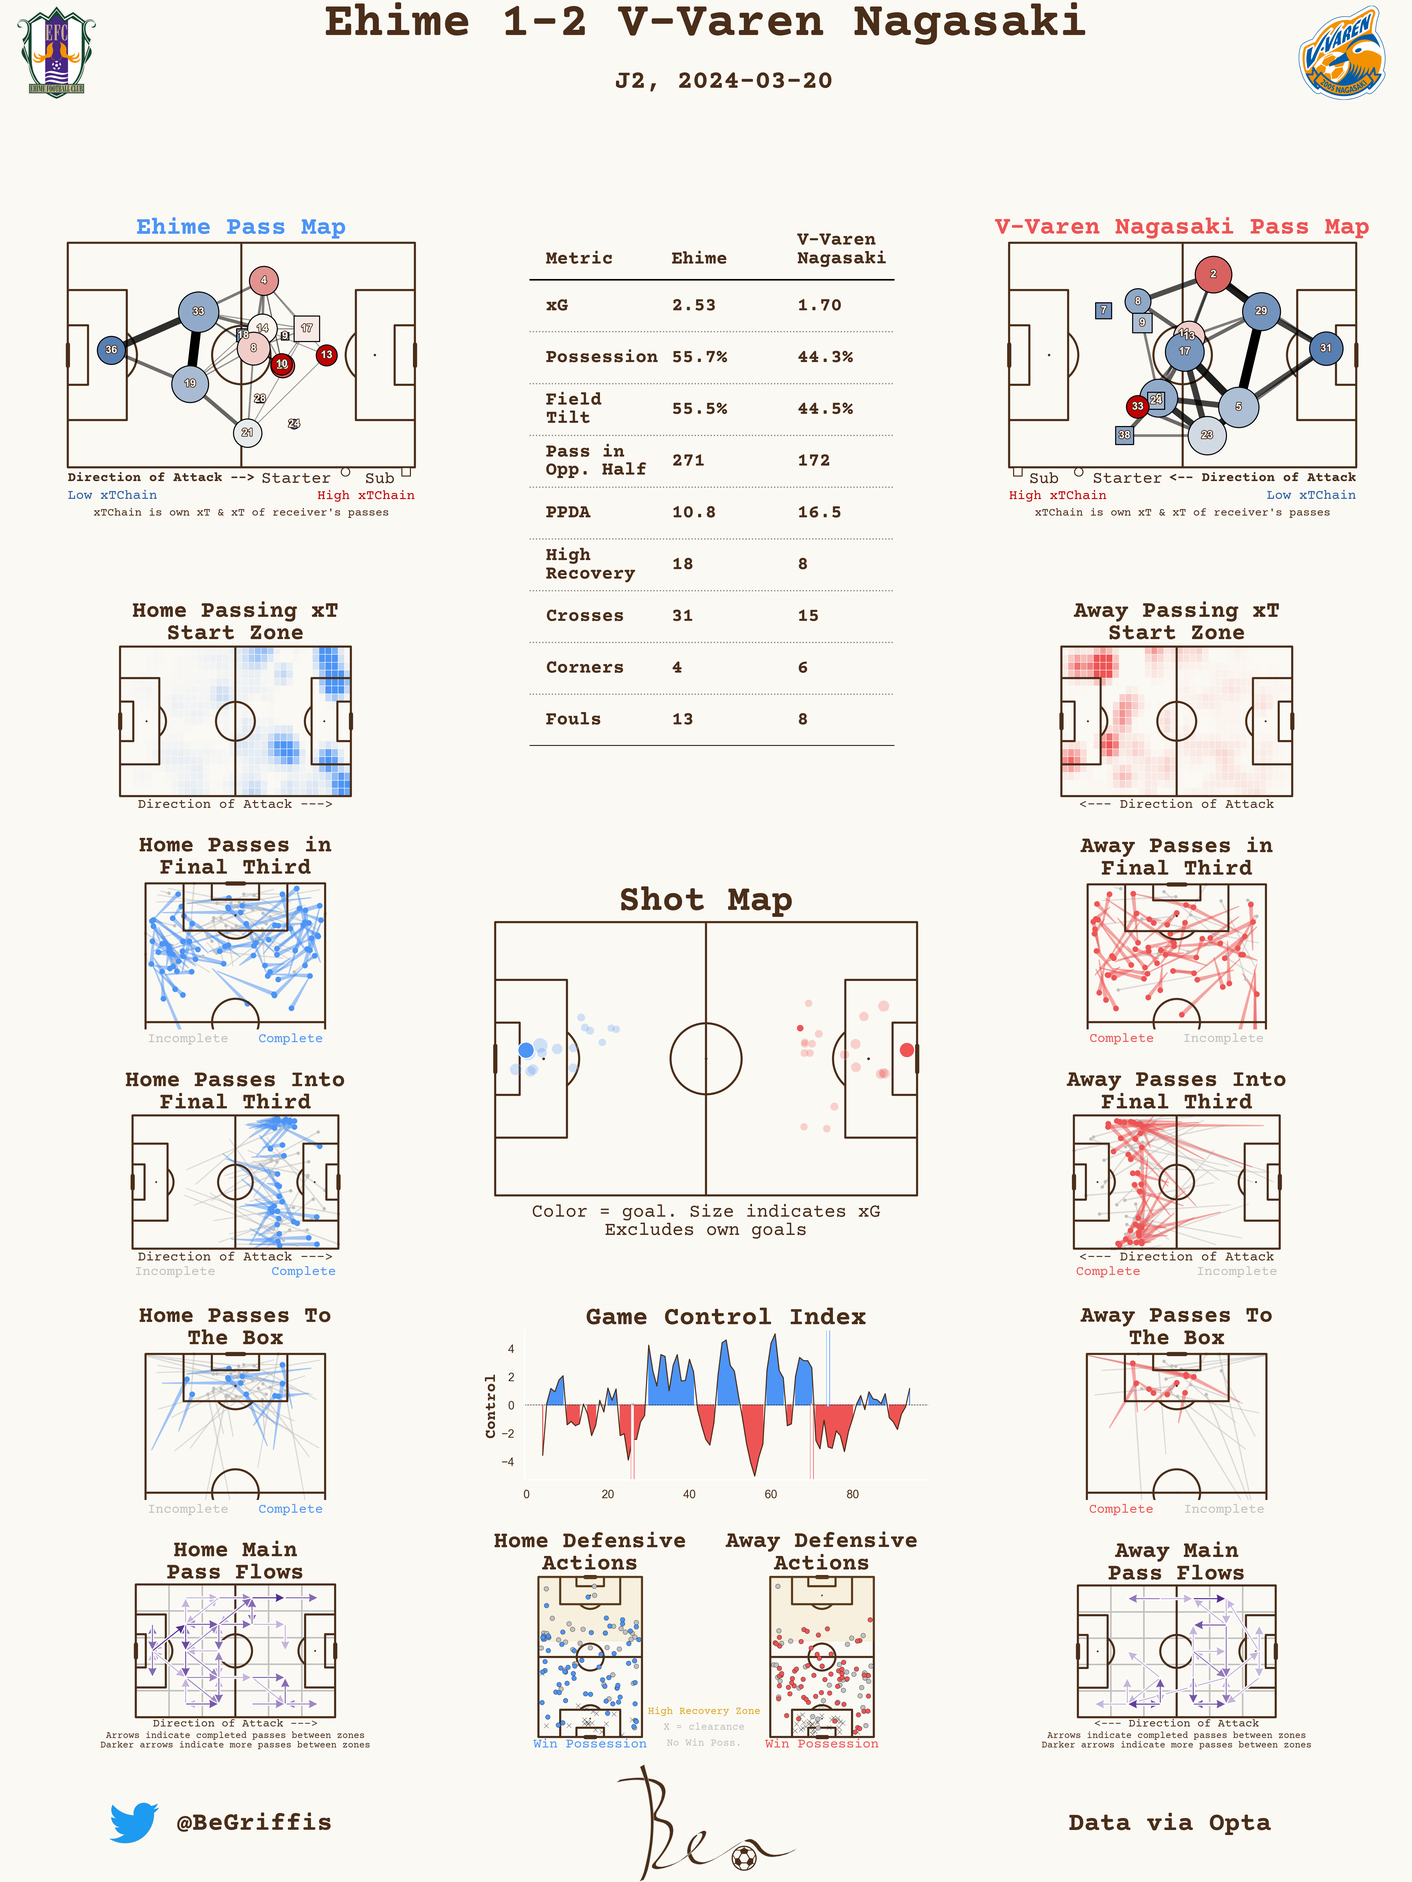 Ehime 1-2 V-Varen Nagasaki
J2, 2024-03-20
EFC
EHIME FOOTBALL CLUB
V·VAREN
2005 NAGASAKI
Ehime Pass Map
4
33
14
17
18
9
8
36
13
10
19
28
21
24
Direction of Attack --> Starter Sub
Low xTChain High xTChain
xTChain is own xT & xT of receiver's passes
Metric Ehime V-Varen Nagasaki
xG 2.53 1.70
Possession 55.7% 44.3%
Field Tilt 55.5% 44.5%
Pass in Opp. Half 271 172
PPDA 10.8 16.5
High Recovery 18 8
Crosses 31 15
Corners 4 6
Fouls 13 8
V-Varen Nagasaki Pass Map
2
8
7
29
9
13
17
31
24
33
5
38
23
Sub Starter <-- Direction of Attack
High xTChain Low xTChain
xTChain is own xT & xT of receiver's passes
Home Passing xT
Start Zone
Direction of Attack --->
Away Passing xT
Start Zone
<--- Direction of Attack
Home Passes in
Final Third
Incomplete Complete
Away Passes in
Final Third
Complete Incomplete
Shot Map
Color = goal. Size indicates xG
Excludes own goals
Home Passes Into
Final Third
Direction of Attack --->
Incomplete Complete
Away Passes Into
Final Third
<--- Direction of Attack
Complete Incomplete
Home Passes To
The Box
Incomplete Complete
Game Control Index
Control
4
2
0
−2
−4
0 20 40 60 80
Away Passes To
The Box
Complete Incomplete
Home Main
Pass Flows
Direction of Attack --->
Arrows indicate completed passes between zones
Darker arrows indicate more passes between zones
Home Defensive
Actions
Win Possession
High Recovery Zone
X = clearance
No Win Poss.
Away Defensive
Actions
Win Possession
Away Main
Pass Flows
<--- Direction of Attack
Arrows indicate completed passes between zones
Darker arrows indicate more passes between zones
@BeGriffis
Ben
Data via Opta